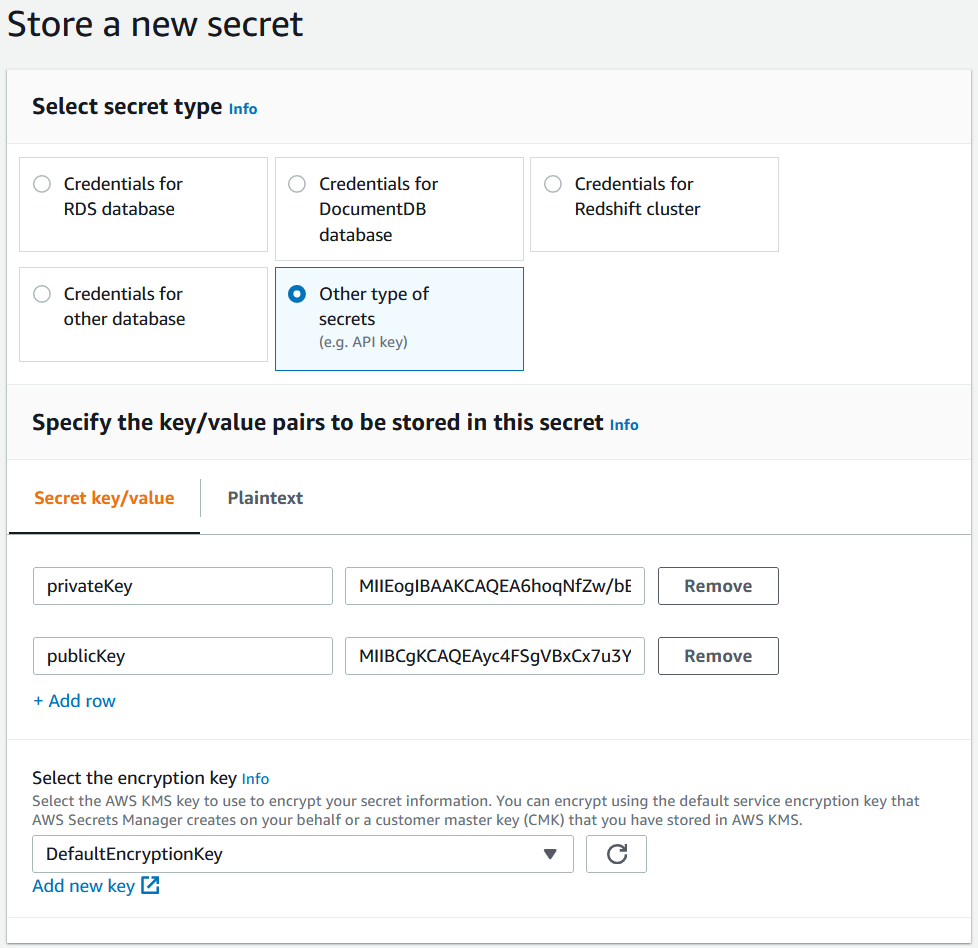 Store a new secret
Select secret type Info
Credentials for
RDS database
Credentials for
DocumentDB
database
Credentials for
Redshift cluster
Credentials for
other database
Other type of
secrets
(e.g. API key)
Specify the key/value pairs to be stored in this secret Info
Secret key/value
Plaintext
privateKey
MIIEogIBAAKCAQEA6hoqNfZw/bE
Remove
publicKey
MIIBCgKCAQEAyc4FSgVBxCx7u3Y
Remove
+ Add row
Select the encryption key Info
Select the AWS KMS key to use to encrypt your secret information. You can encrypt using the default service encryption key that
AWS Secrets Manager creates on your behalf or a customer master key (CMK) that you have stored in AWS KMS.
DefaultEncryptionKey
Add new key